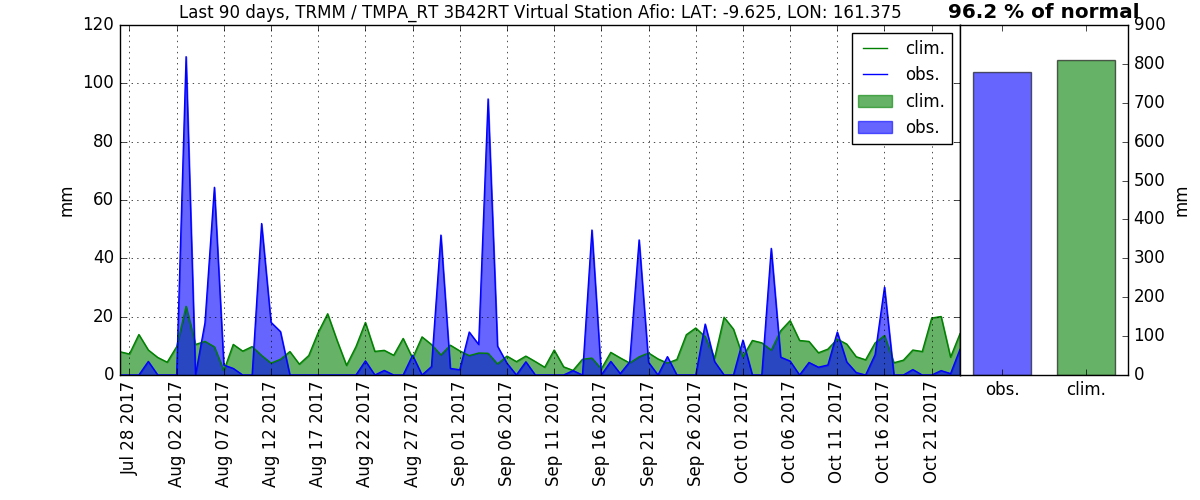 Last 90 days, TRMM / TMPA_RT 3B42RT Virtual Station Afio: LAT: -9.625, LON: 161.375
96.2 % of normal
120
100
80
60
40
20
0
mm
clim.
obs.
clim.
obs.
900
800
700
600
500
400
300
200
100
0
mm
Jul 28 2017
Aug 02 2017
Aug 07 2017
Aug 12 2017
Aug 17 2017
Aug 22 2017
Aug 27 2017
Sep 01 2017
Sep 06 2017
Sep 11 2017
Sep 16 2017
Sep 21 2017
Sep 26 2017
Oct 01 2017
Oct 06 2017
Oct 11 2017
Oct 16 2017
Oct 21 2017
obs.
clim.